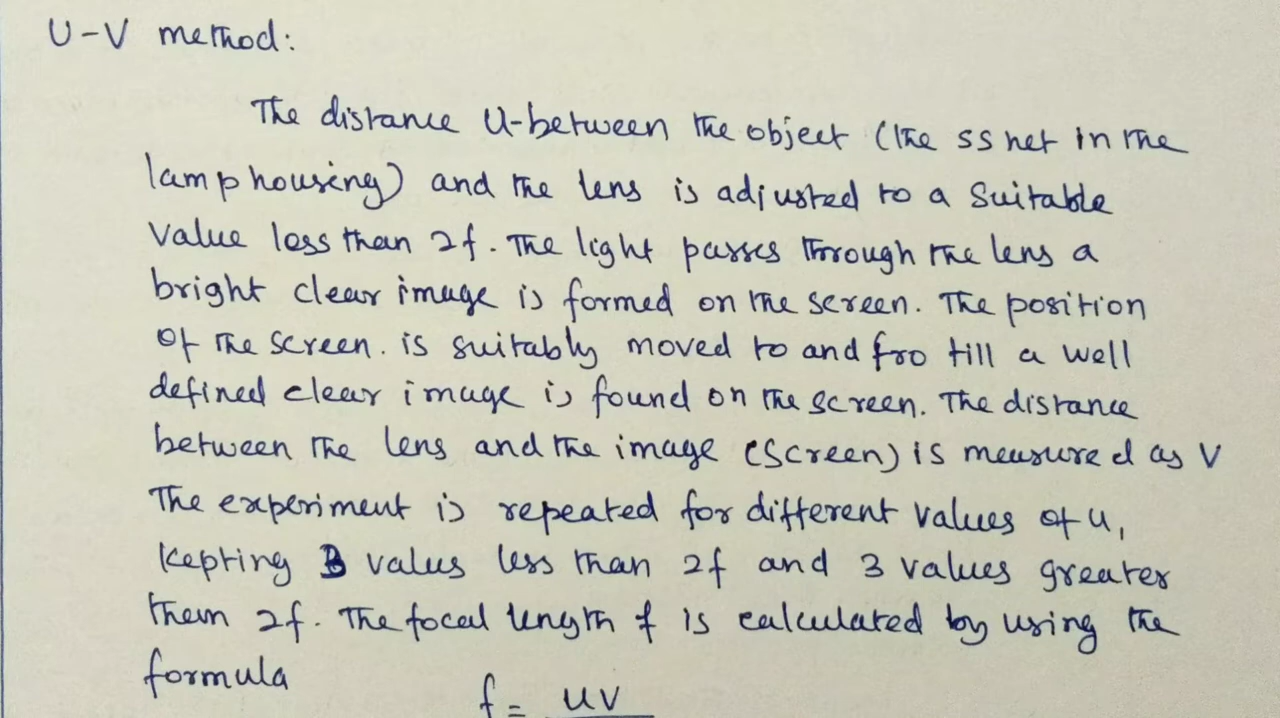 U-V method:
The distance U-between the object (the ss net in the
lamp housing) and the lens is adjusted to a suitable
value less than 2f. The light passes through the lens a
bright clear image is formed on the screen. The position
of the screen. is suitably moved to and fro till a well
defined clear image is found on the screen. The distance
between the lens and the image (screen) is measured as V
The experiment is repeated for different values of u,
kepting 3 values less than 2f and 3 values greater
than 2f. The focal length f is calculated by using the
formula
f = uv